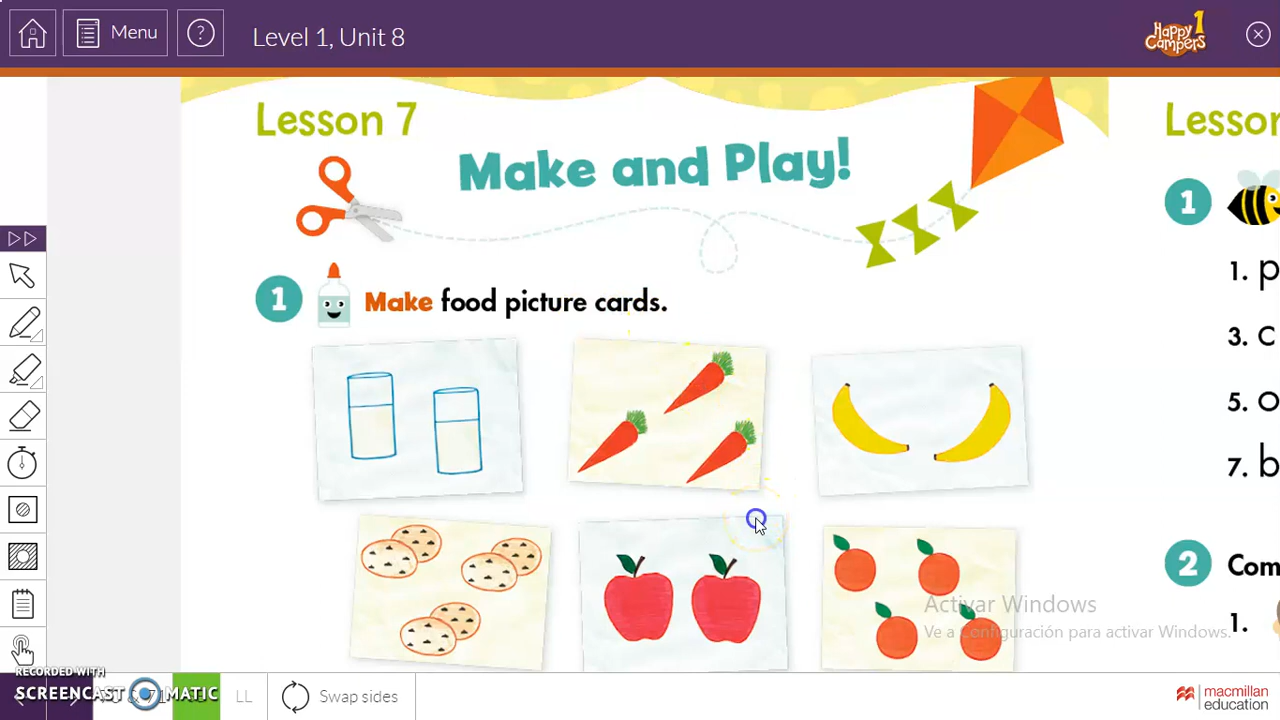 Menu
?
Level 1, Unit 8
Happy Campers 1
Lesson 7
Make and Play!
1 Make food picture cards.
1
1. p
3. c
5. o
7. b
2 Com
1.
Activar Windows
Ve a Configuración para activar Windows.
RECORDED WITH
SCREENCAST MATIC
LL
Swap sides
macmillan
education